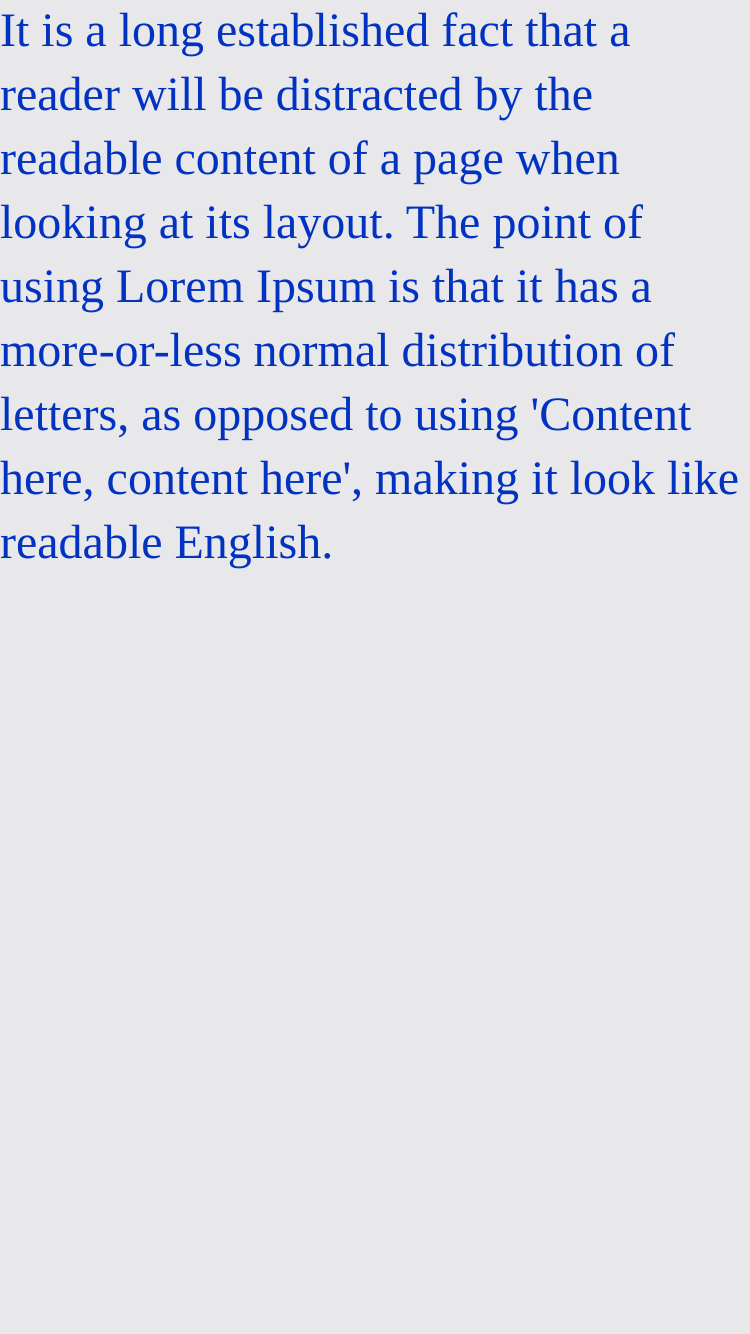 It is a long established fact that a
reader will be distracted by the
readable content of a page when
looking at its layout. The point of
using Lorem Ipsum is that it has a
more-or-less normal distribution of
letters, as opposed to using 'Content
here, content here', making it look like
readable English.